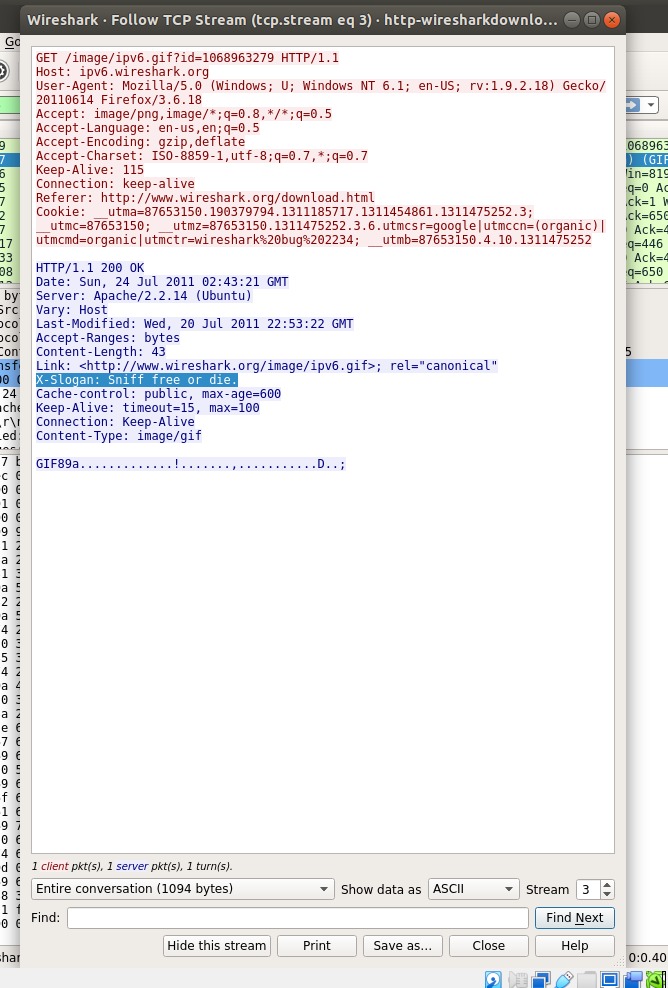 Wireshark · Follow TCP Stream (tcp.stream eq 3) · http-wiresharkdownlo...
Go
GET /image/ipv6.gif?id=1068963279 HTTP/1.1
Host: ipv6.wireshark.org
User-Agent: Mozilla/5.0 (Windows; U; Windows NT 6.1; en-US; rv:1.9.2.18) Gecko/
20110614 Firefox/3.6.18
Accept: image/png,image/*;q=0.8,*/*;q=0.5
Accept-Language: en-us,en;q=0.5
Accept-Encoding: gzip,deflate
Accept-Charset: ISO-8859-1,utf-8;q=0.7,*;q=0.7
Keep-Alive: 115
Connection: keep-alive
Referer: http://www.wireshark.org/download.html
Cookie: __utma=87653150.190379794.1311185717.1311454861.1311475252.3;
__utmc=87653150; __utmz=87653150.1311475252.3.6.utmcsr=google|utmccn=(organic)|
utmcmd=organic|utmctr=wireshark%20bug%202234; __utmb=87653150.4.10.1311475252
HTTP/1.1 200 OK
Date: Sun, 24 Jul 2011 02:43:21 GMT
Server: Apache/2.2.14 (Ubuntu)
Vary: Host
Last-Modified: Wed, 20 Jul 2011 22:53:22 GMT
Accept-Ranges: bytes
Content-Length: 43
Link: <http://www.wireshark.org/image/ipv6.gif>; rel="canonical"
X-Slogan: Sniff free or die.
Cache-control: public, max-age=600
Keep-Alive: timeout=15, max=100
Connection: Keep-Alive
Content-Type: image/gif
GIF89a.............!.......,...........D..;
1 client pkt(s), 1 server pkt(s), 1 turn(s).
Entire conversation (1094 bytes)
Show data as
ASCII
Stream
3
Find:
Find Next
Hide this stream
Print
Save as...
Close
Help